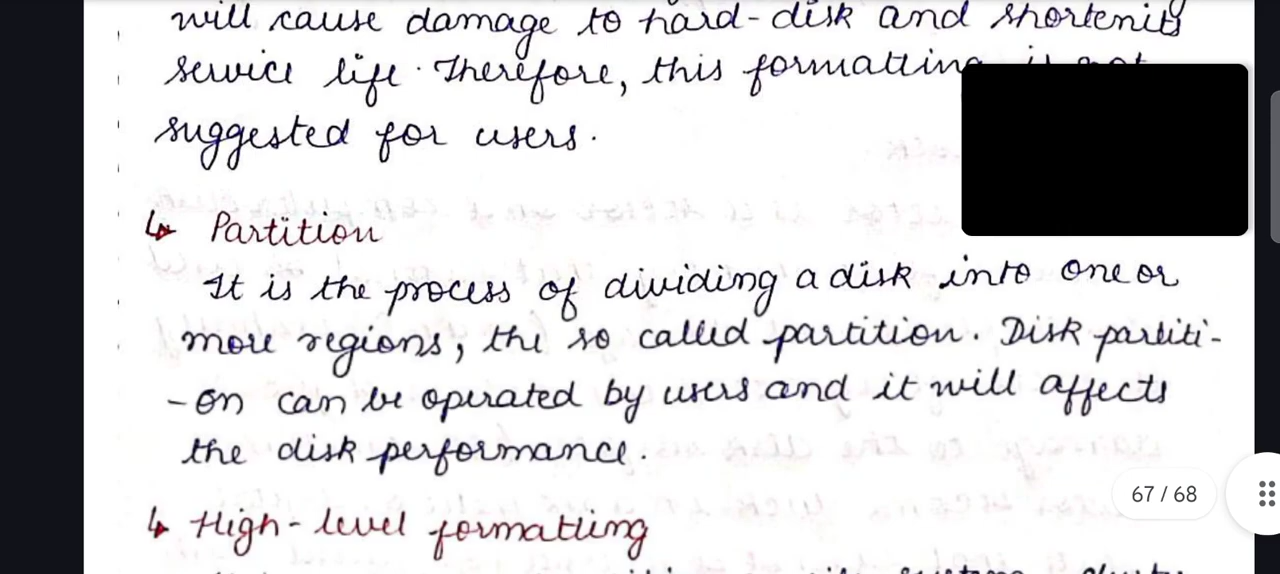 will cause damage to hard-disk and shortenits
service life. Therefore, this formatting is not
suggested for users.
↳ Partition
It is the process of dividing a disk into one or
more regions, the so called partition. Disk partiti-
-on can be operated by users and it will affects
the disk performance.
67 / 68
↳ High-level formatting